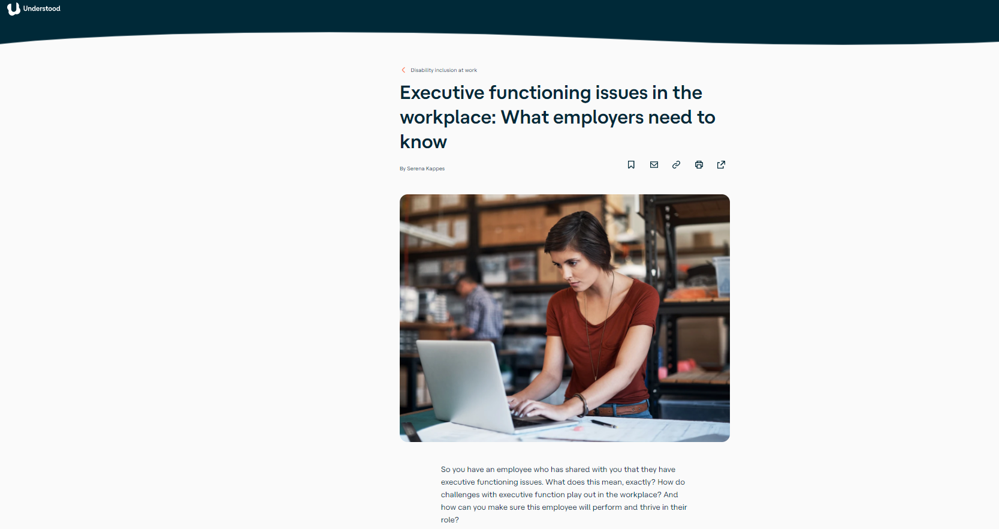 Understood
Disability inclusion at work
Executive functioning issues in the
workplace: What employers need to
know
By Serena Kappes
So you have an employee who has shared with you that they have
executive functioning issues. What does this mean, exactly? How do
challenges with executive function play out in the workplace? And
how can you make sure this employee will perform and thrive in their
role?